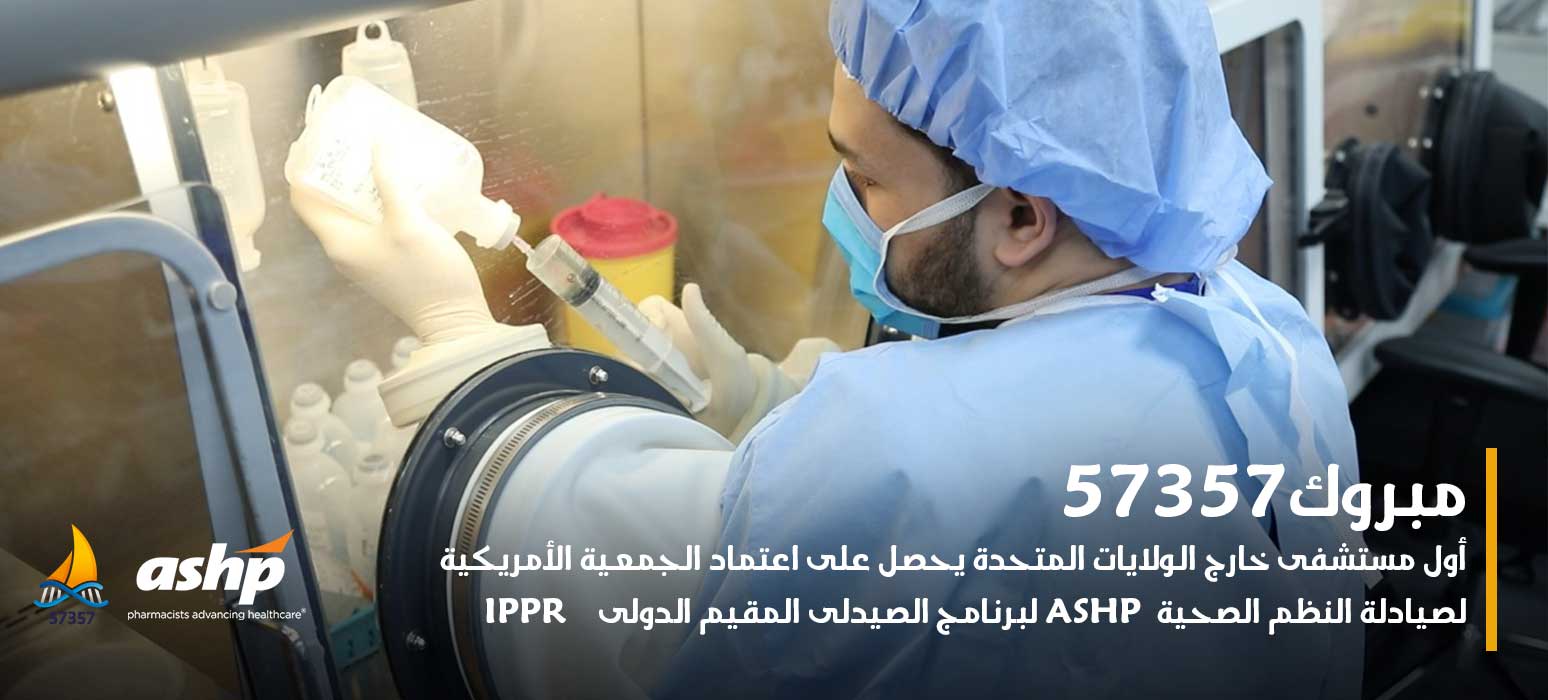 مبروك57357
أول مستشفى خارج الولايات المتحدة يحصل على اعتماد الجمعية الأمريكية
لصيادلة النظم الصحية ASHP لبرنامج الصيدلى المقيم الدولى IPPR
57357
ashp
pharmacists advancing healthcare®